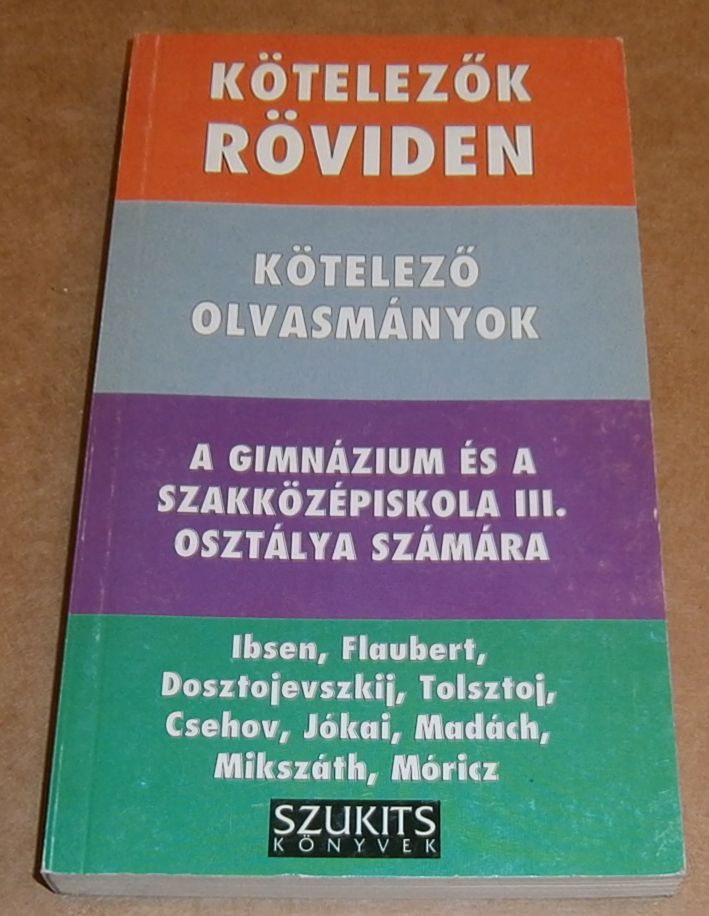 KÖTELEZŐK
RÖVIDEN
KÖTELEZŐ
OLVASMÁNYOK
A GIMNÁZIUM ÉS A
SZAKKÖZÉPISKOLA III.
OSZTÁLYA SZÁMÁRA
Ibsen, Flaubert,
Dosztojevszkij, Tolsztoj,
Csehov, Jókai, Madách,
Mikszáth, Móricz
SZUKITS
KÖNYVEK